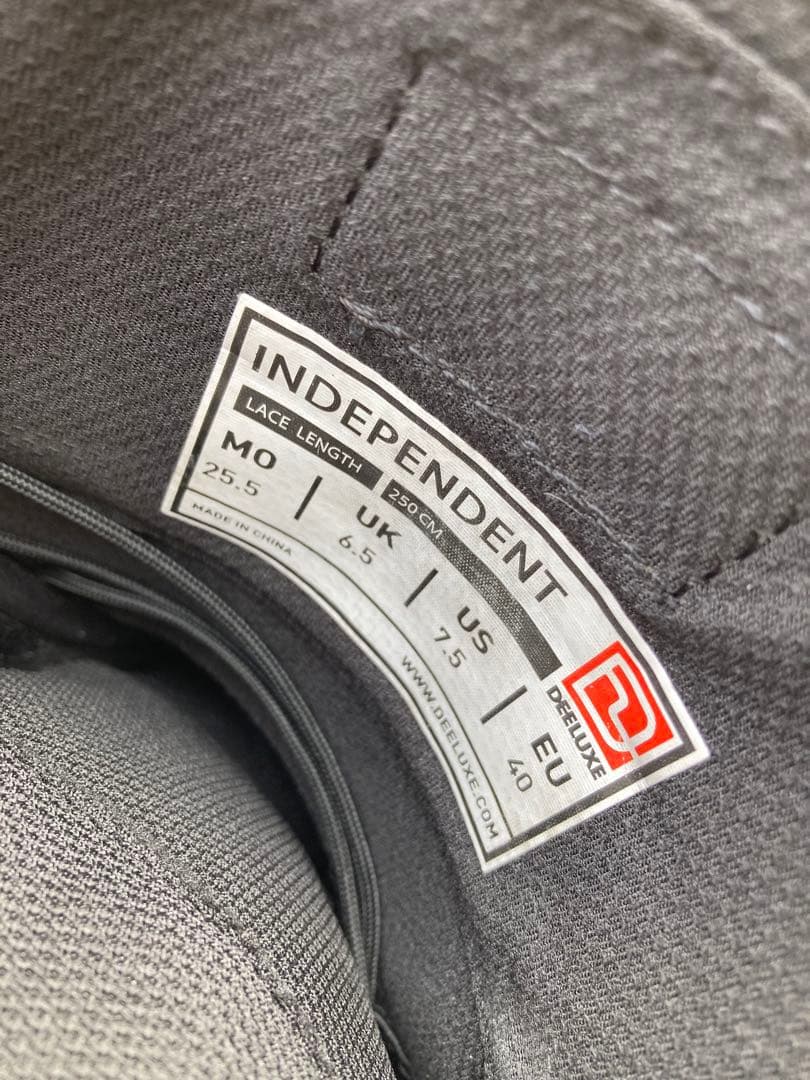 INDEPENDENT
LACE LENGTH 250 CM
MO UK US EU
25.5 6.5 7.5 40
MADE IN CHINA
WWW.DEELUXE.COM
DEELUXE